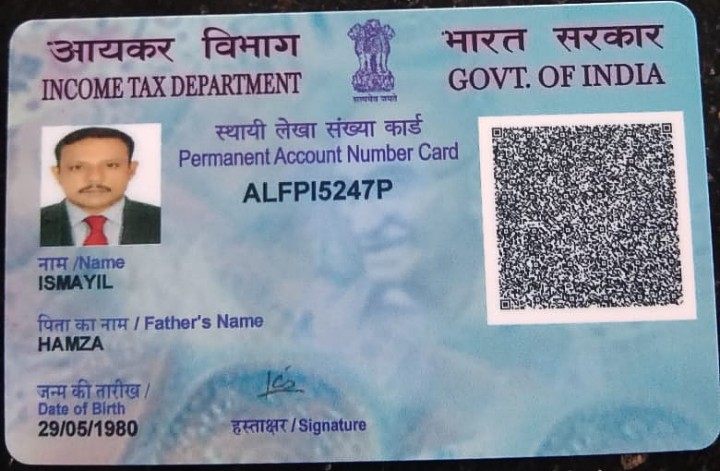 आयकर विभाग
INCOME TAX DEPARTMENT
भारत सरकार
GOVT. OF INDIA
सत्यमेव जयते
स्थायी लेखा संख्या कार्ड
Permanent Account Number Card
ALFPI5247P
नाम /Name
ISMAYIL
पिता का नाम / Father's Name
HAMZA
जन्म की तारीख /
Date of Birth
29/05/1980
हस्ताक्षर / Signature